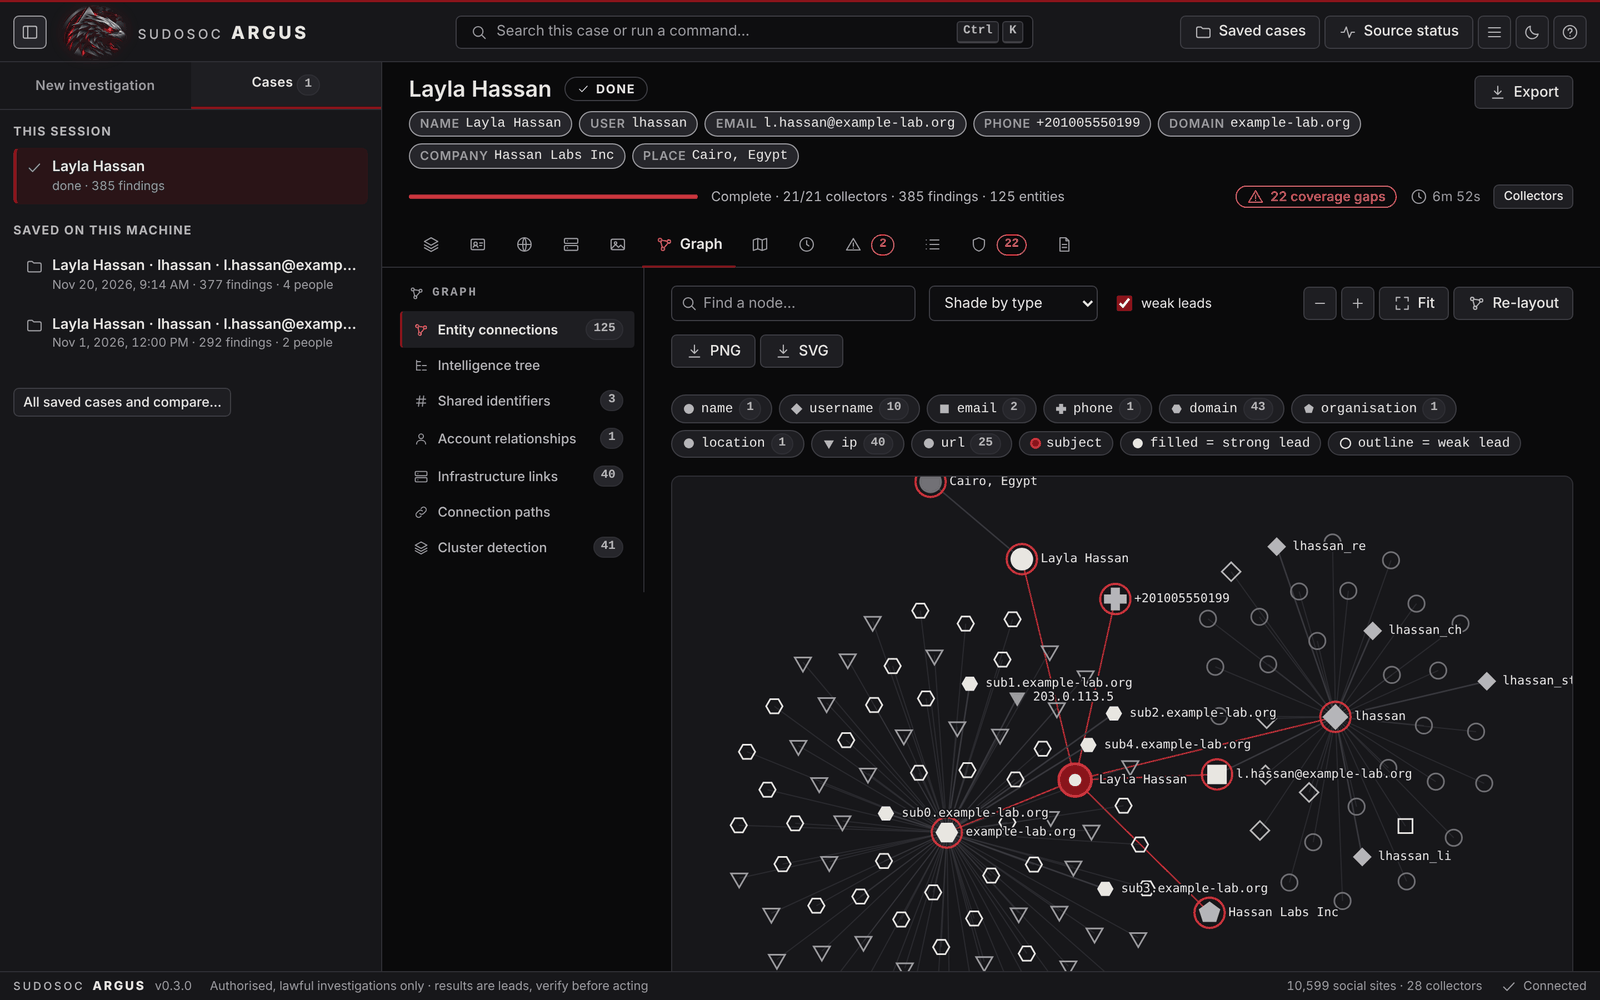 SUDOSOC ARGUS
Search this case or run a command...
Ctrl K
Saved cases
Source status
New investigation
Cases 1
THIS SESSION
Layla Hassan
done · 385 findings
SAVED ON THIS MACHINE
Layla Hassan · lhassan · l.hassan@examp...
Nov 20, 2026, 9:14 AM · 377 findings · 4 people
Layla Hassan · lhassan · l.hassan@examp...
Nov 1, 2026, 12:00 PM · 292 findings · 2 people
All saved cases and compare...
Layla Hassan
DONE
Export
NAME Layla Hassan
USER lhassan
EMAIL l.hassan@example-lab.org
PHONE +201005550199
DOMAIN example-lab.org
COMPANY Hassan Labs Inc
PLACE Cairo, Egypt
Complete · 21/21 collectors · 385 findings · 125 entities
22 coverage gaps
6m 52s
Collectors
Graph
2
22
GRAPH
Entity connections 125
Intelligence tree
Shared identifiers 3
Account relationships 1
Infrastructure links 40
Connection paths
Cluster detection 41
Find a node...
Shade by type
weak leads
Fit
Re-layout
PNG
SVG
name 1
username 10
email 2
phone 1
domain 43
organisation 1
location 1
ip 40
url 25
subject
filled = strong lead
outline = weak lead
Cairo, Egypt
lhassan_re
Layla Hassan
+201005550199
lhassan_ch
sub1.example-lab.org
lhassan_st
203.0.113.5
sub2.example-lab.org
lhassan
sub4.example-lab.org
l.hassan@example-lab.org
Layla Hassan
sub0.example-lab.org
example-lab.org
lhassan_li
sub3.example-lab.org
Hassan Labs Inc
SUDOSOC ARGUS v0.3.0
Authorised, lawful investigations only · results are leads, verify before acting
10,599 social sites · 28 collectors
Connected